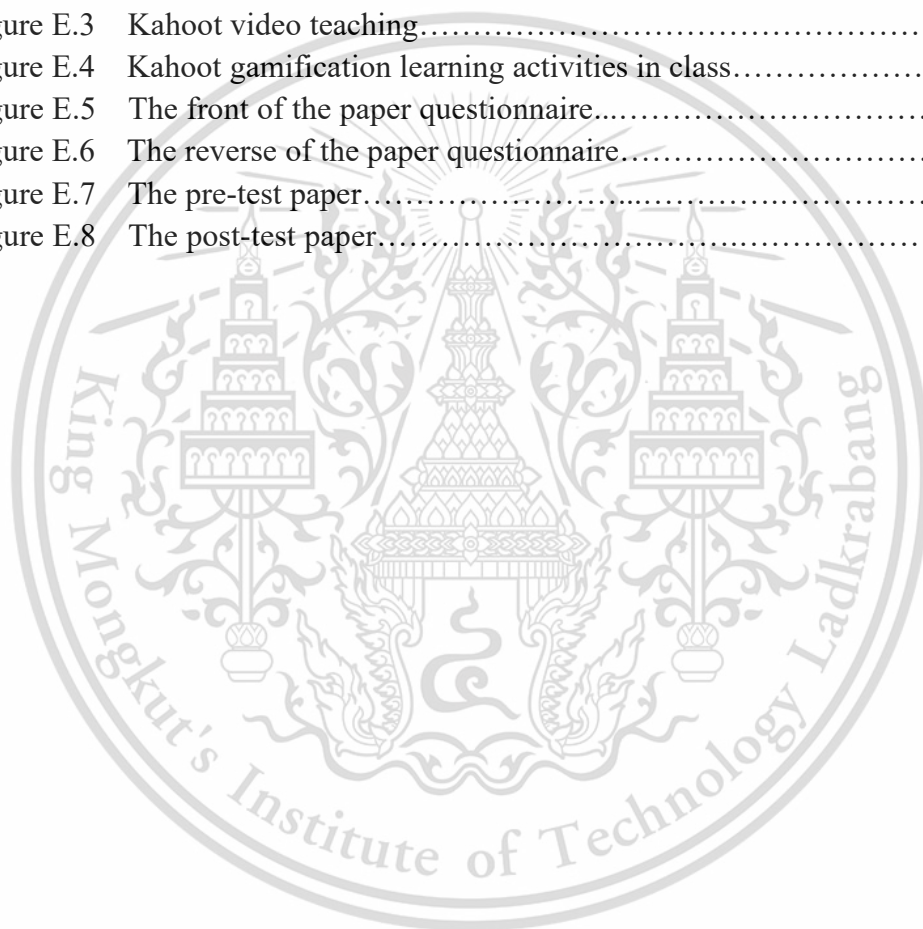 gure E.3 Kahoot video teaching……………………………………………
gure E.4 Kahoot gamification learning activities in class…………………
gure E.5 The front of the paper questionnaire...……………………………
gure E.6 The reverse of the paper questionnaire……………………………
gure E.7 The pre-test paper……………………...…………………………
gure E.8 The post-test paper………………………………………………
King Mongkut's Institute of Technology Ladkrabang